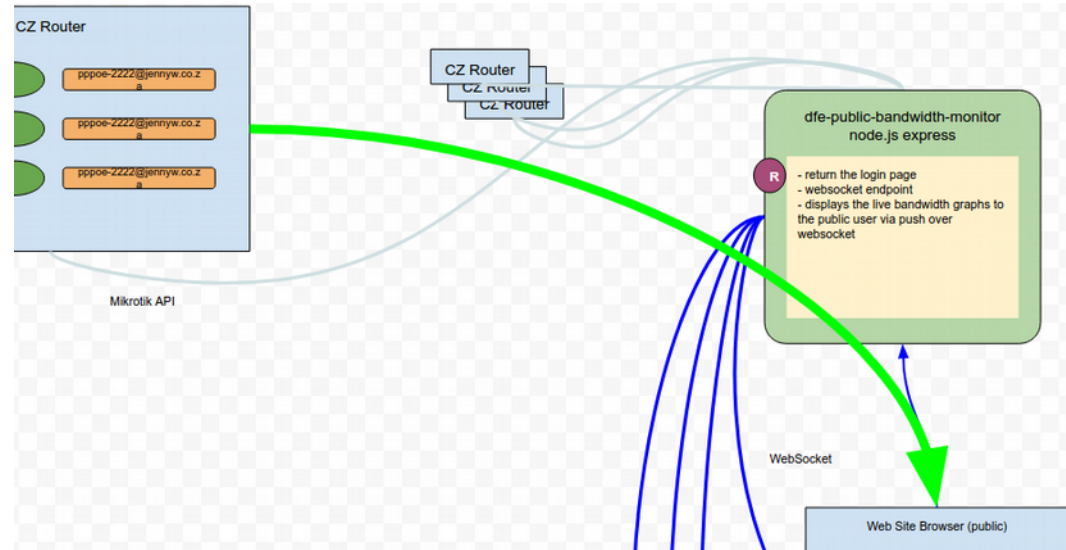 CZ Router
pppoe-2222@jennyw.co.z
a
pppoe-2222@jennyw.co.z
a
pppoe-2222@jennyw.co.z
a
Mikrotik API
CZ Router
CZ Router
CZ Router
dfe-public-bandwidth-monitor
node.js express
R
- return the login page
- websocket endpoint
- displays the live bandwidth graphs to
the public user via push over
websocket
WebSocket
Web Site Browser (public)